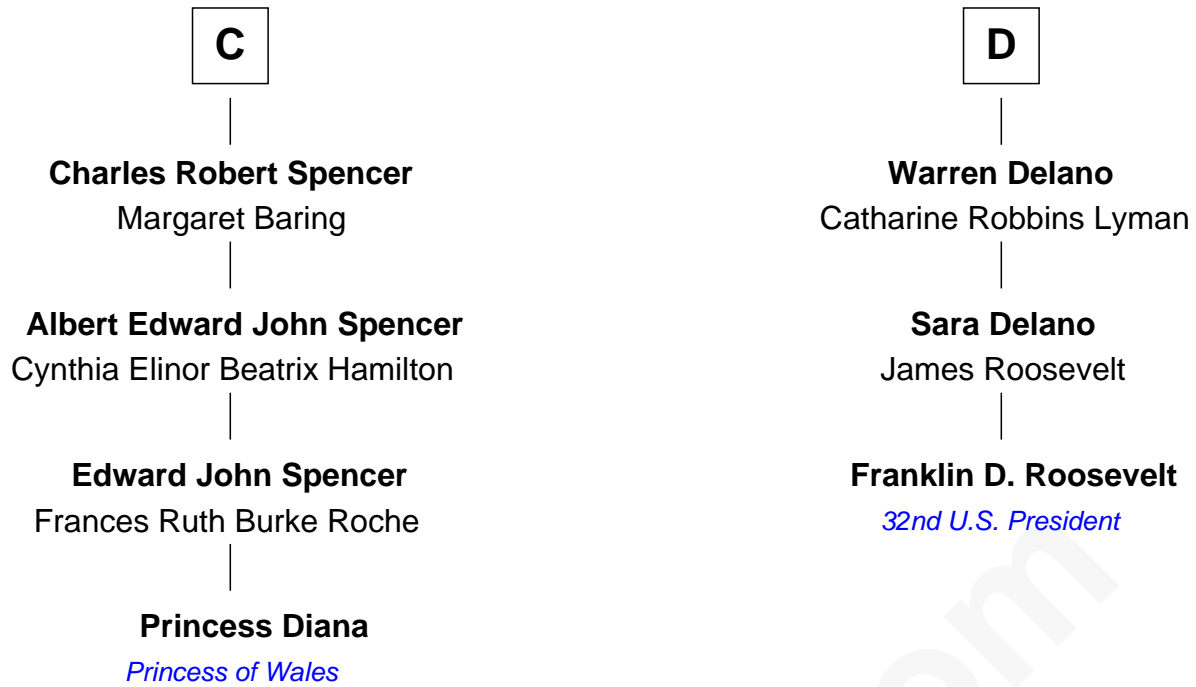 C
Charles Robert Spencer
Margaret Baring
Albert Edward John Spencer
Cynthia Elinor Beatrix Hamilton
Edward John Spencer
Frances Ruth Burke Roche
Princess Diana
Princess of Wales
D
Warren Delano
Catharine Robbins Lyman
Sara Delano
James Roosevelt
Franklin D. Roosevelt
32nd U.S. President
om